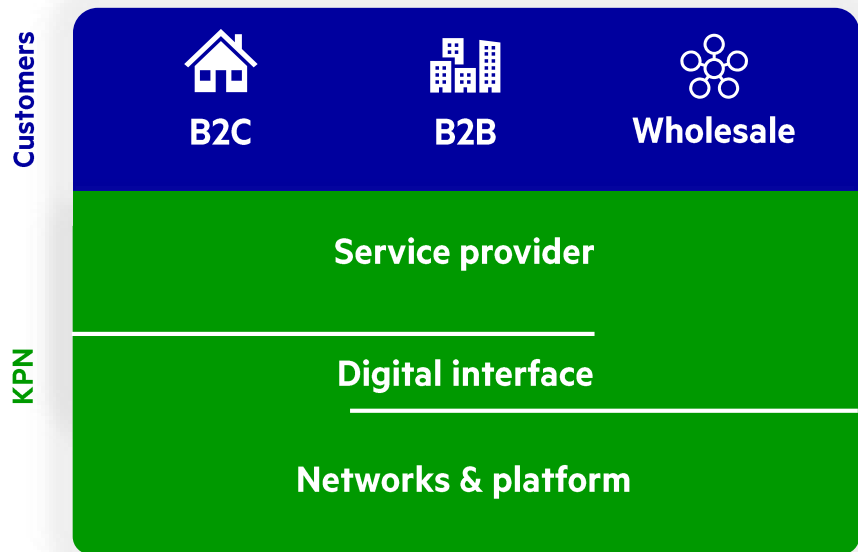 Customers
B2C
B2B
Wholesale
KPN
Service provider
Digital interface
Networks & platform